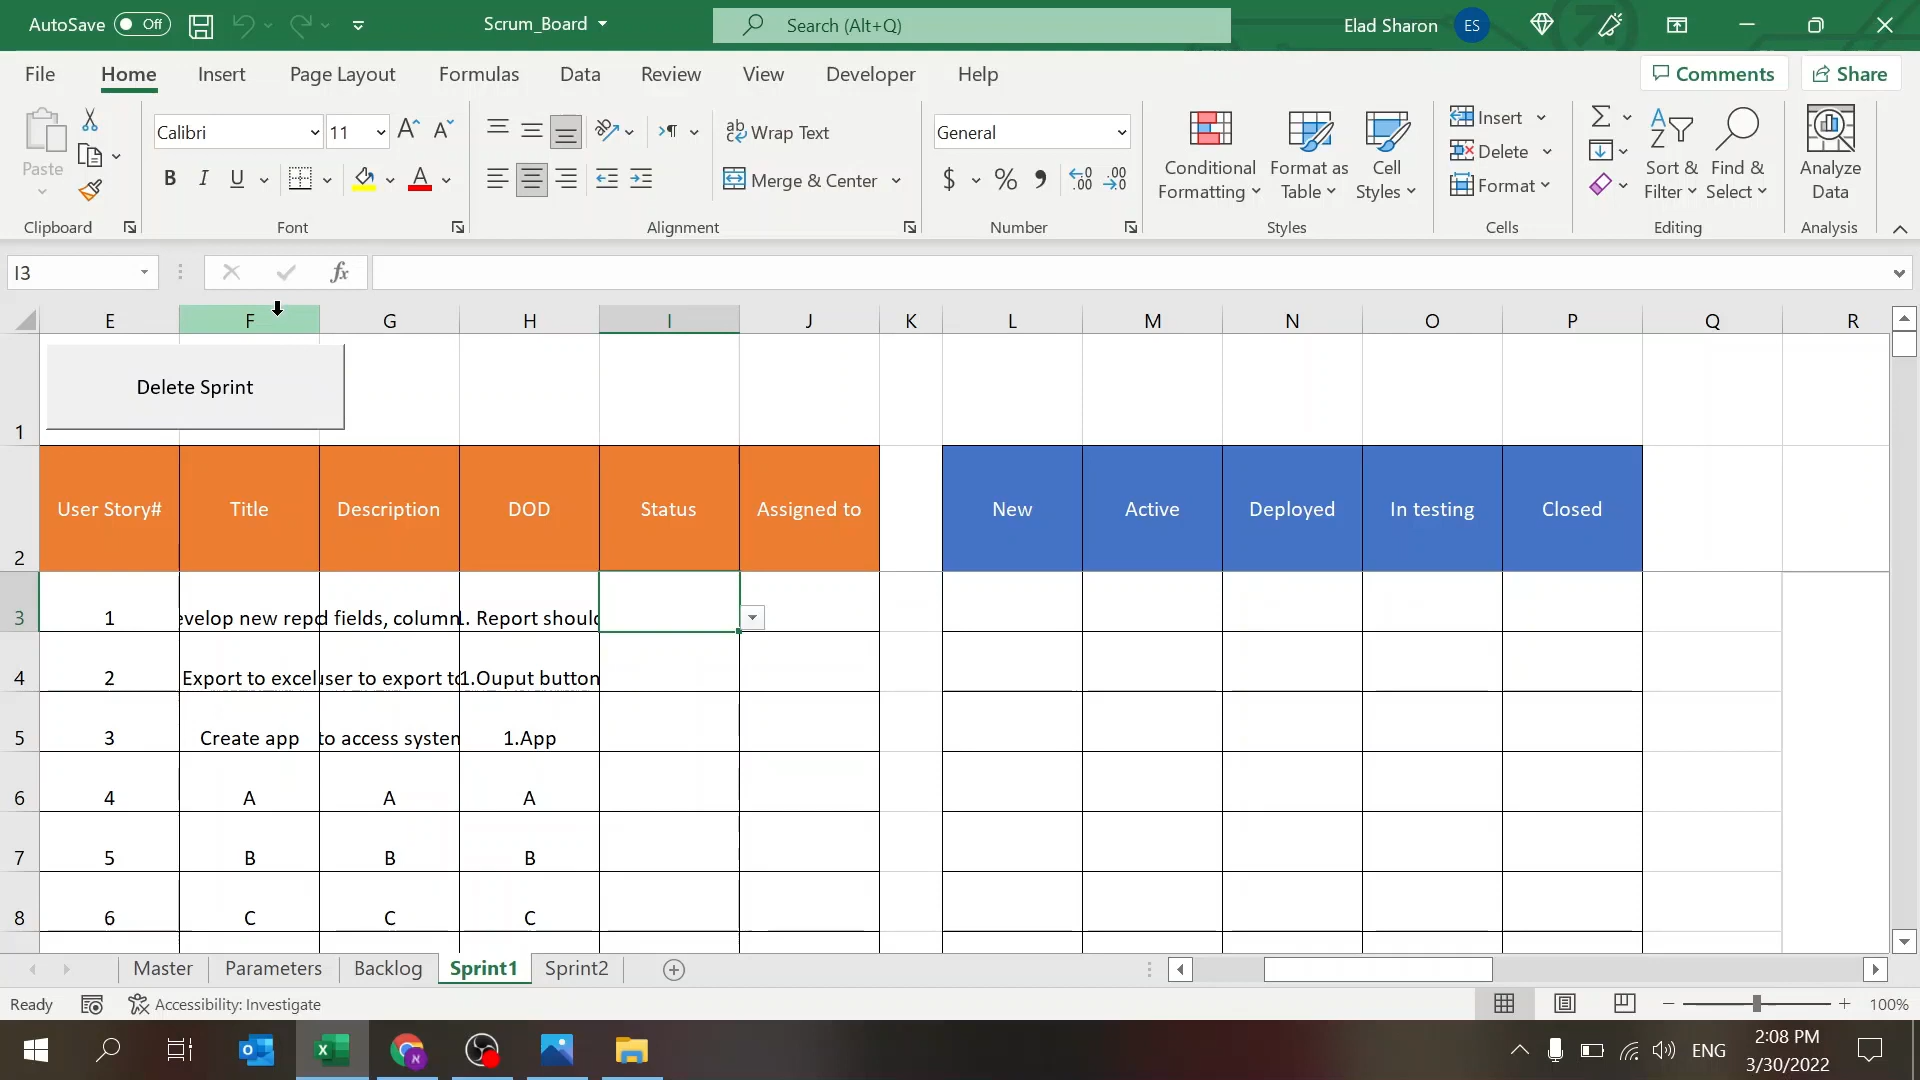 AutoSave Off Scrum_Board Search (Alt+Q) Elad Sharon ES
File Home Insert Page Layout Formulas Data Review View Developer Help Comments Share
Paste
Clipboard
Calibri 11
B I U A
Font
ab Wrap Text
Merge & Center
Alignment
General
$ % 9 .00 .00
Number
Conditional Formatting
Format as Table
Cell Styles
Styles
Insert
Delete
Format
Cells
Sort & Filter
Find & Select
Editing
Analyze Data
Analysis
I3 fx
E F G H I J K L M N O P Q R
1 Delete Sprint
2 User Story# Title Description DOD Status Assigned to New Active Deployed In testing Closed
3 1 evelop new repo d fields, column 1. Report should
4 2 Export to excel user to export to 1.Ouput button
5 3 Create app to access system 1.App
6 4 A A A
7 5 B B B
8 6 C C C
Master Parameters Backlog Sprint1 Sprint2
Ready Accessibility: Investigate 100%
ENG 2:08 PM
3/30/2022